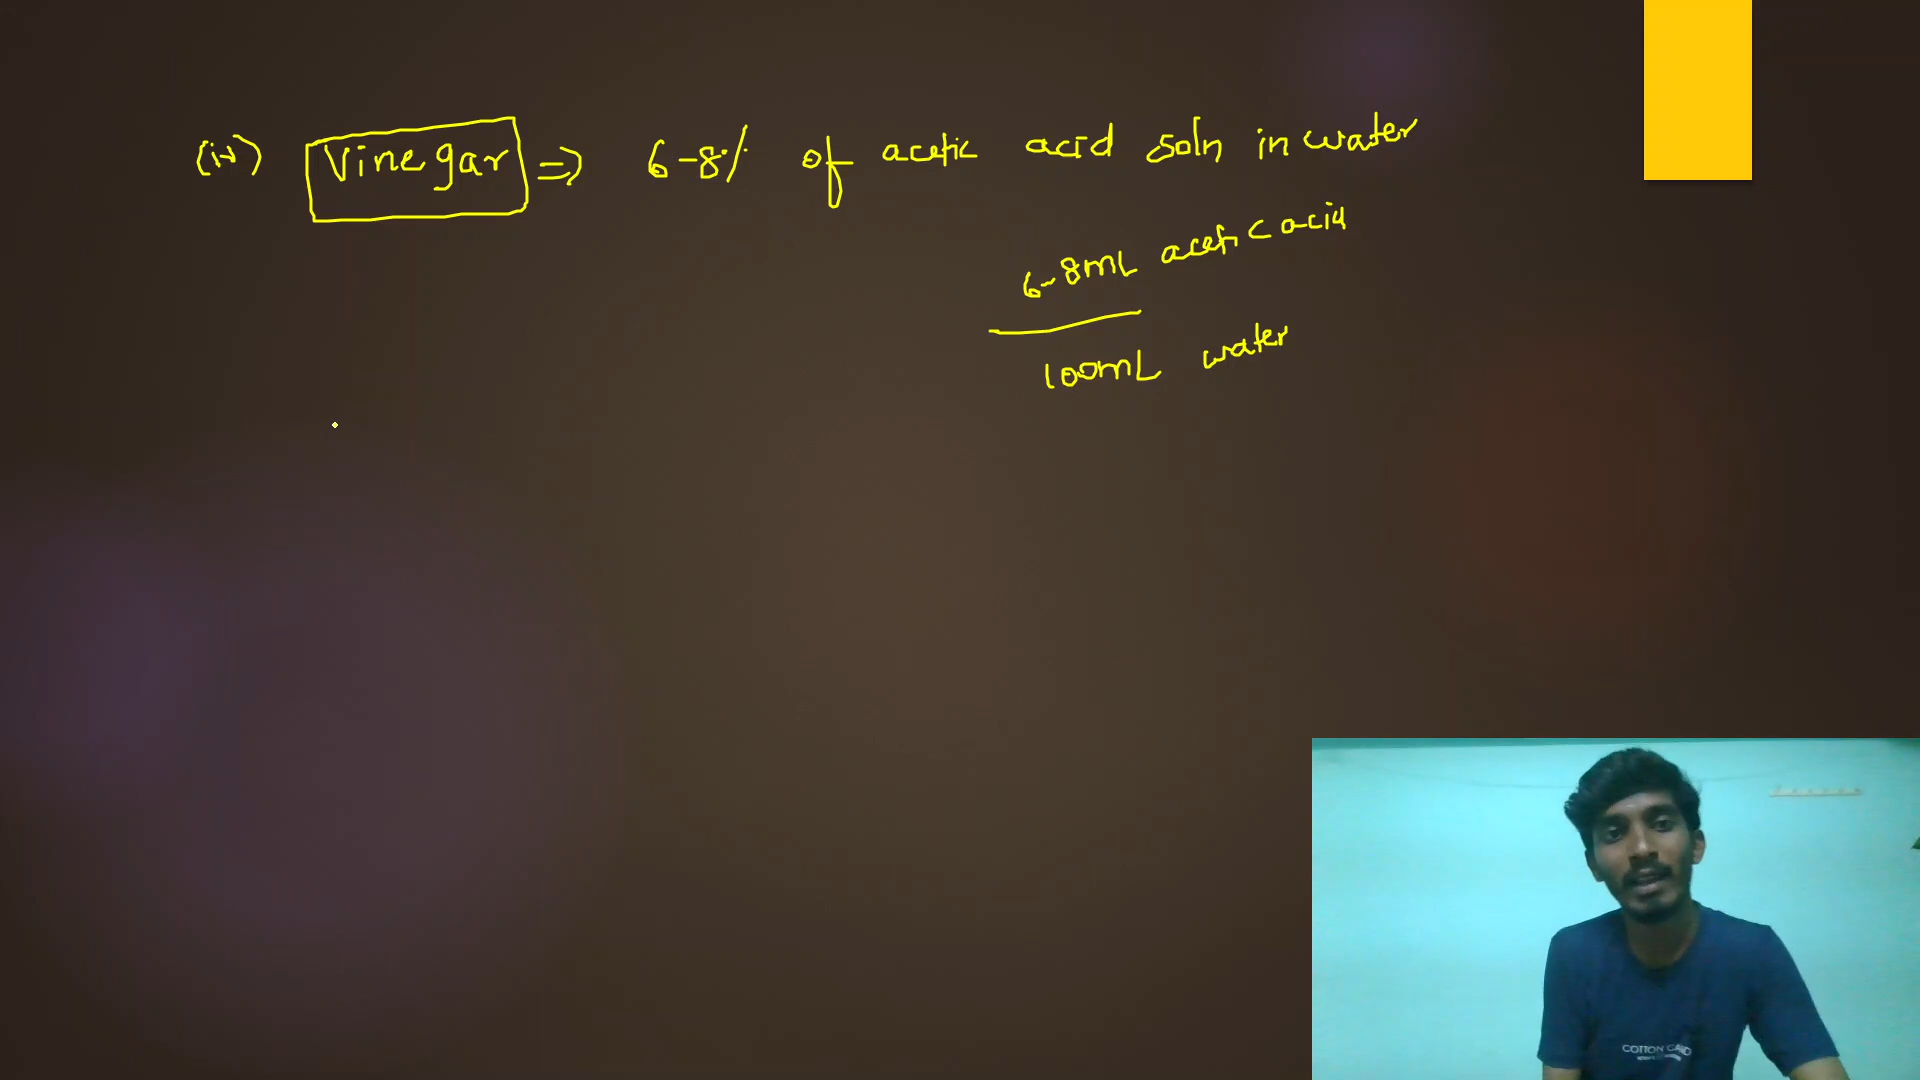 (iv) Vinegar ⇒ 6-8% of acetic acid soln in water
6-8mL acetic acid
100mL water
COTTON